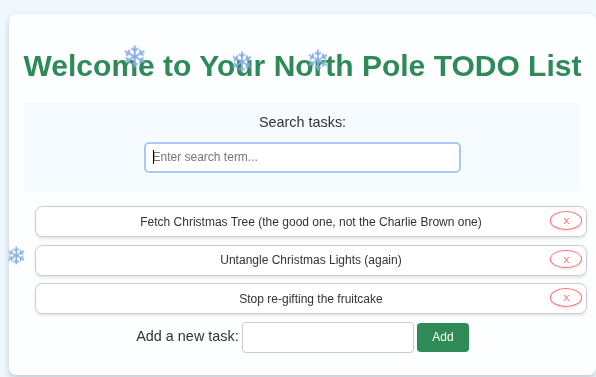 Welcome to Your North Pole TODO List
Search tasks:
Enter search term...
Fetch Christmas Tree (the good one, not the Charlie Brown one) x
Untangle Christmas Lights (again) x
Stop re-gifting the fruitcake x
Add a new task: Add